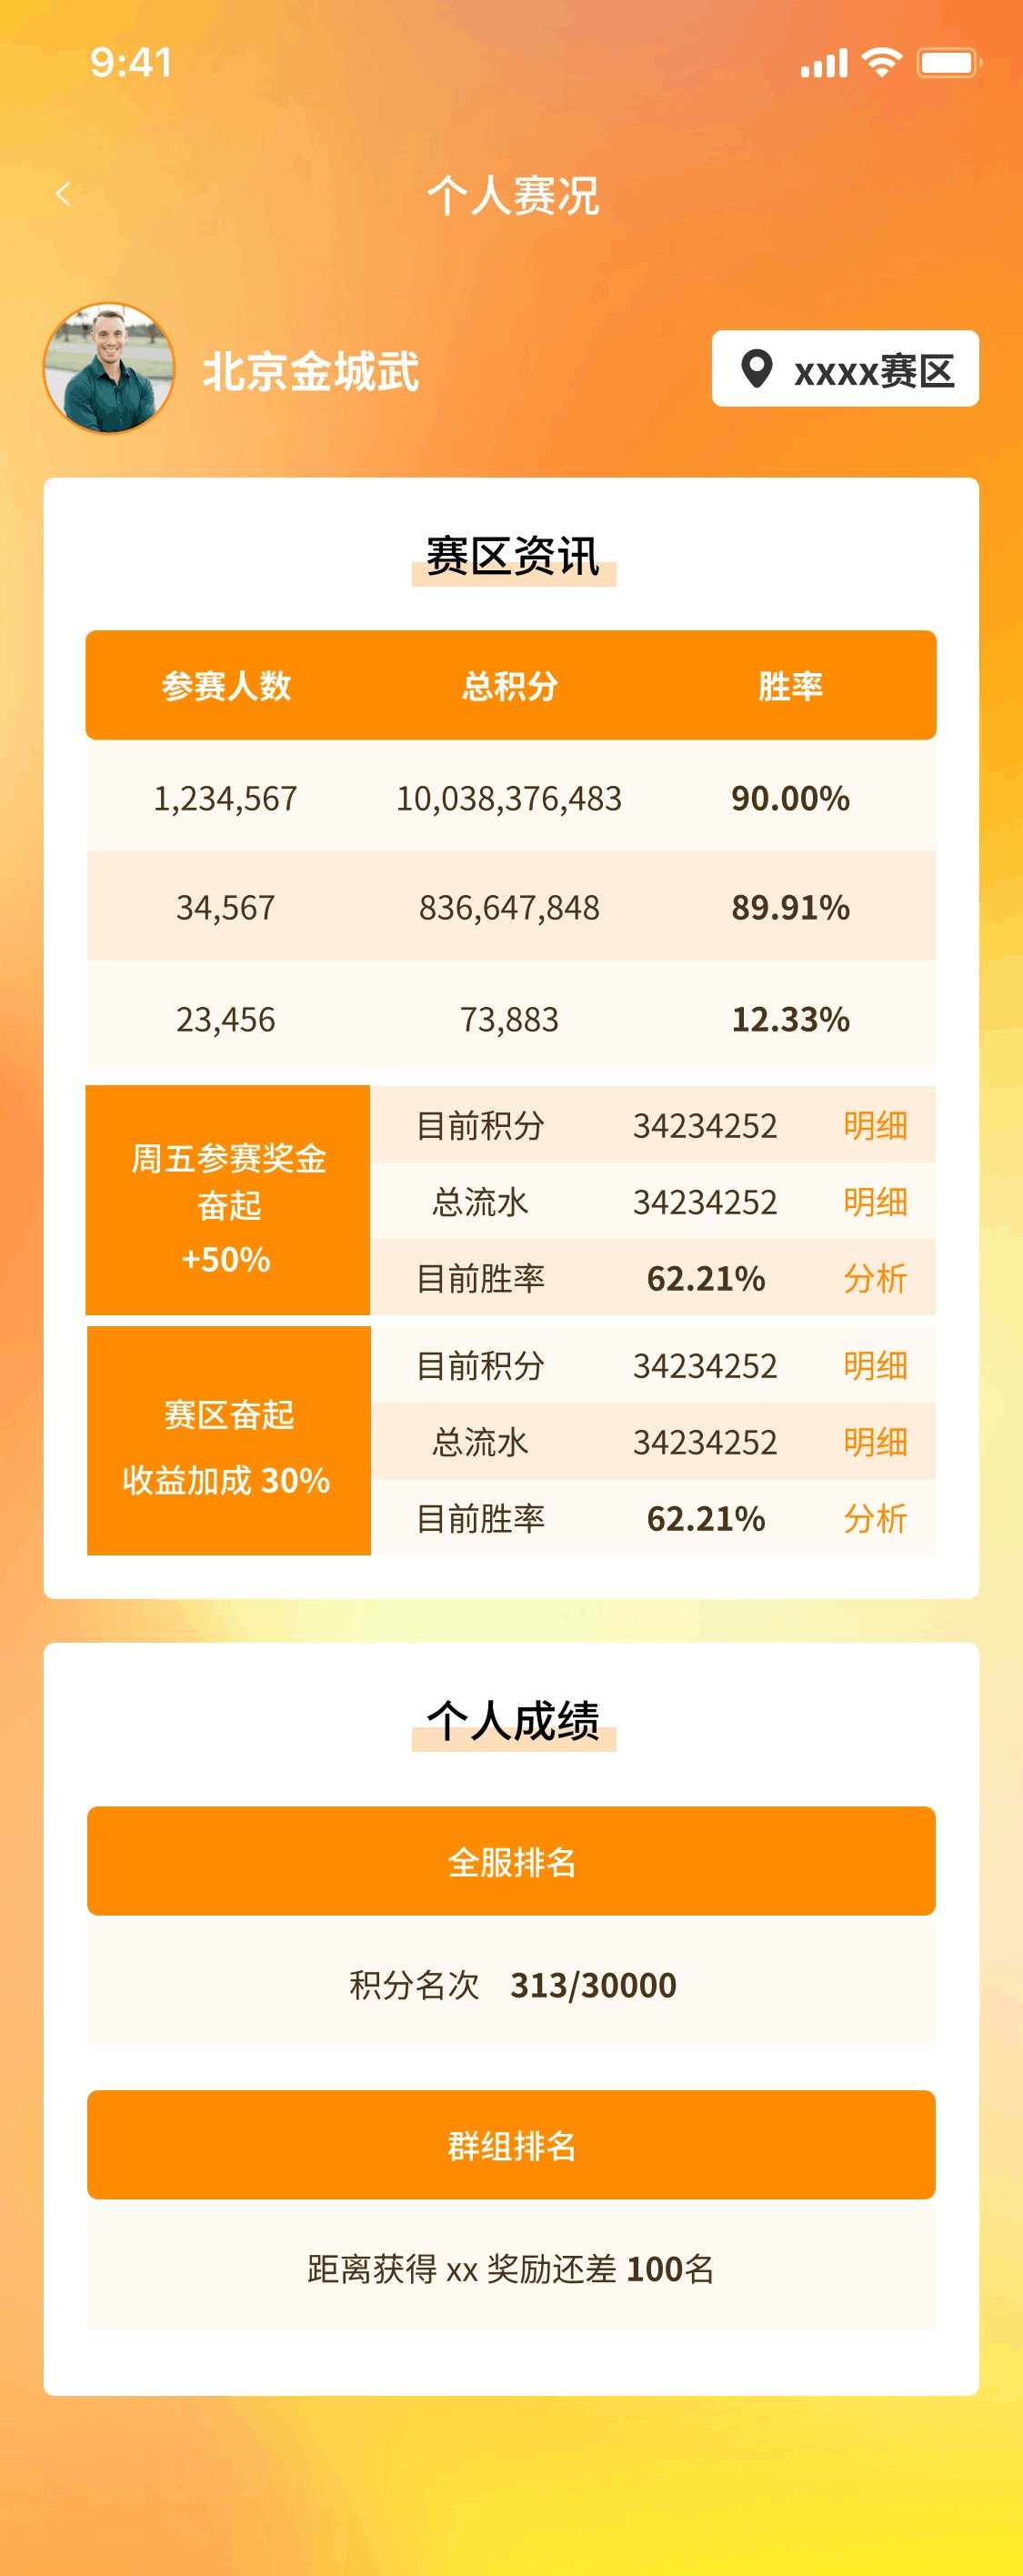 9:41
个人赛况
北京金城武
xxxx赛区
赛区资讯
参赛人数 总积分 胜率
1,234,567 10,038,376,483 90.00%
34,567 836,647,848 89.91%
23,456 73,883 12.33%
周五参赛奖金
奋起
+50%
目前积分 34234252 明细
总流水 34234252 明细
目前胜率 62.21% 分析
赛区奋起
收益加成 30%
目前积分 34234252 明细
总流水 34234252 明细
目前胜率 62.21% 分析
个人成绩
全服排名
积分名次 313/30000
群组排名
距离获得 xx 奖励还差 100名